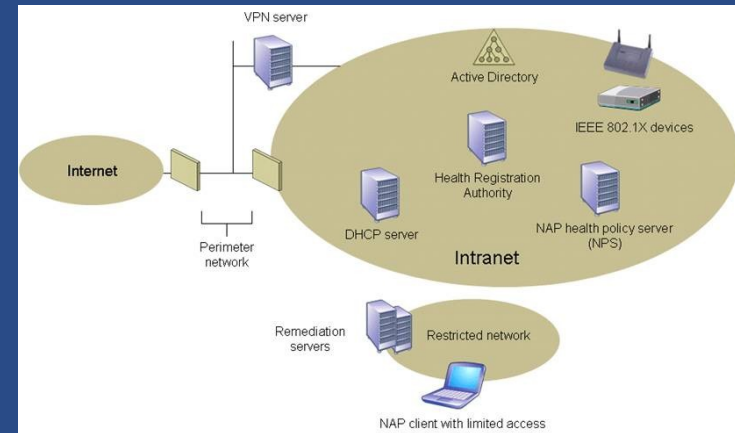 VPN server
Active Directory
IEEE 802.1X devices
Internet
Health Registration
Authority
DHCP server
NAP health policy server
(NPS)
Perimeter
network
Intranet
Remediation
servers
Restricted network
NAP client with limited access